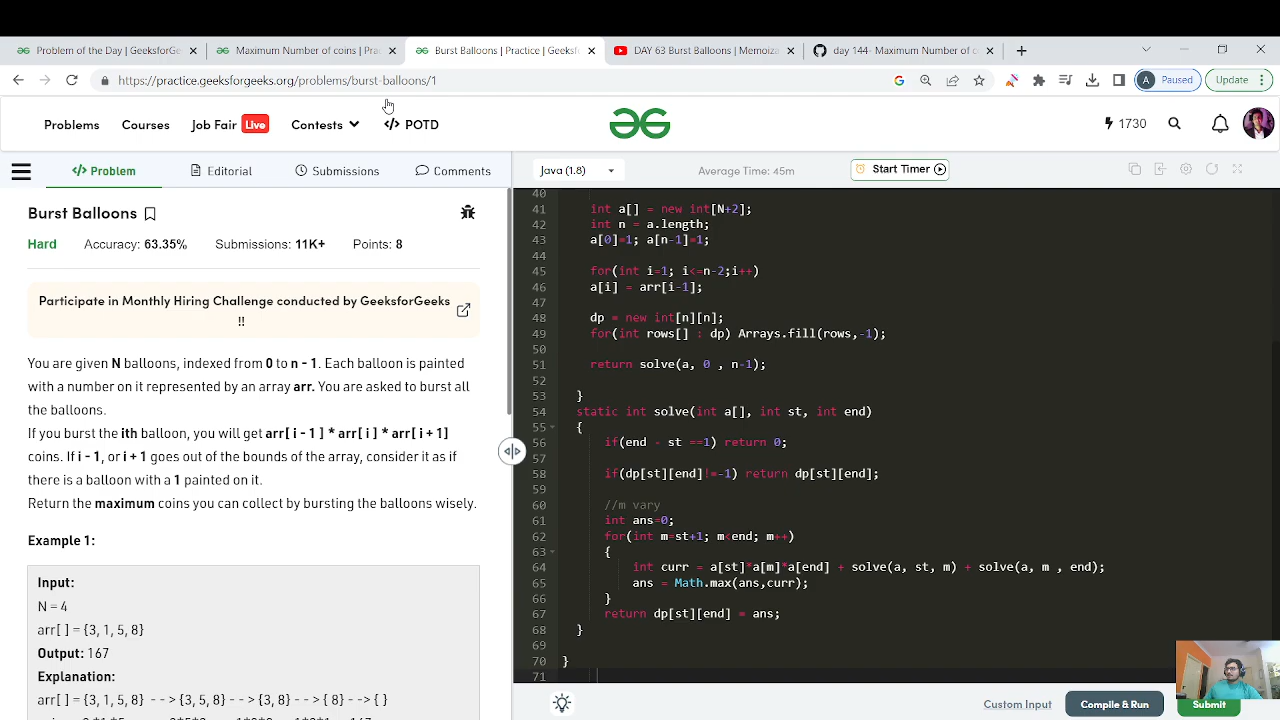 Problem of the Day | GeeksforGeeks
Maximum Number of coins | Prac
Burst Balloons | Practice | Geeksf
DAY 63 Burst Balloons | Memoiza
day 144- Maximum Number of c
https://practice.geeksforgeeks.org/problems/burst-balloons/1
A Paused
Update
Problems
Courses
Job Fair Live
Contests
</> POTD
1730
</> Problem
Editorial
Submissions
Comments
Java (1.8)
Average Time: 45m
Start Timer
Burst Balloons
Hard
Accuracy: 63.35%
Submissions: 11K+
Points: 8
Participate in Monthly Hiring Challenge conducted by GeeksforGeeks
!!
You are given N balloons, indexed from 0 to n - 1. Each balloon is painted
with a number on it represented by an array arr. You are asked to burst all
the balloons.
If you burst the ith balloon, you will get arr[ i - 1 ] * arr[ i ] * arr[ i + 1]
coins. If i - 1, or i + 1 goes out of the bounds of the array, consider it as if
there is a balloon with a 1 painted on it.
Return the maximum coins you can collect by bursting the balloons wisely.
Example 1:
Input:
N = 4
arr[ ] = {3, 1, 5, 8}
Output: 167
Explanation:
arr[ ] = {3, 1, 5, 8} - - > {3, 5, 8} - - > {3, 8} - - > { 8} - - > { }
40
41 int a[] = new int[N+2];
42 int n = a.length;
43 a[0]=1; a[n-1]=1;
44
45 for(int i=1; i<=n-2;i++)
46 a[i] = arr[i-1];
47
48 dp = new int[n][n];
49 for(int rows[] : dp) Arrays.fill(rows,-1);
50
51 return solve(a, 0 , n-1);
52
53 }
54 static int solve(int a[], int st, int end)
55 {
56 if(end - st ==1) return 0;
57
58 if(dp[st][end]!=-1) return dp[st][end];
59
60 //m vary
61 int ans=0;
62 for(int m=st+1; m<end; m++)
63 {
64 int curr = a[st]*a[m]*a[end] + solve(a, st, m) + solve(a, m , end);
65 ans = Math.max(ans,curr);
66 }
67 return dp[st][end] = ans;
68 }
69
70 }
71
Custom Input
Compile & Run
Submit